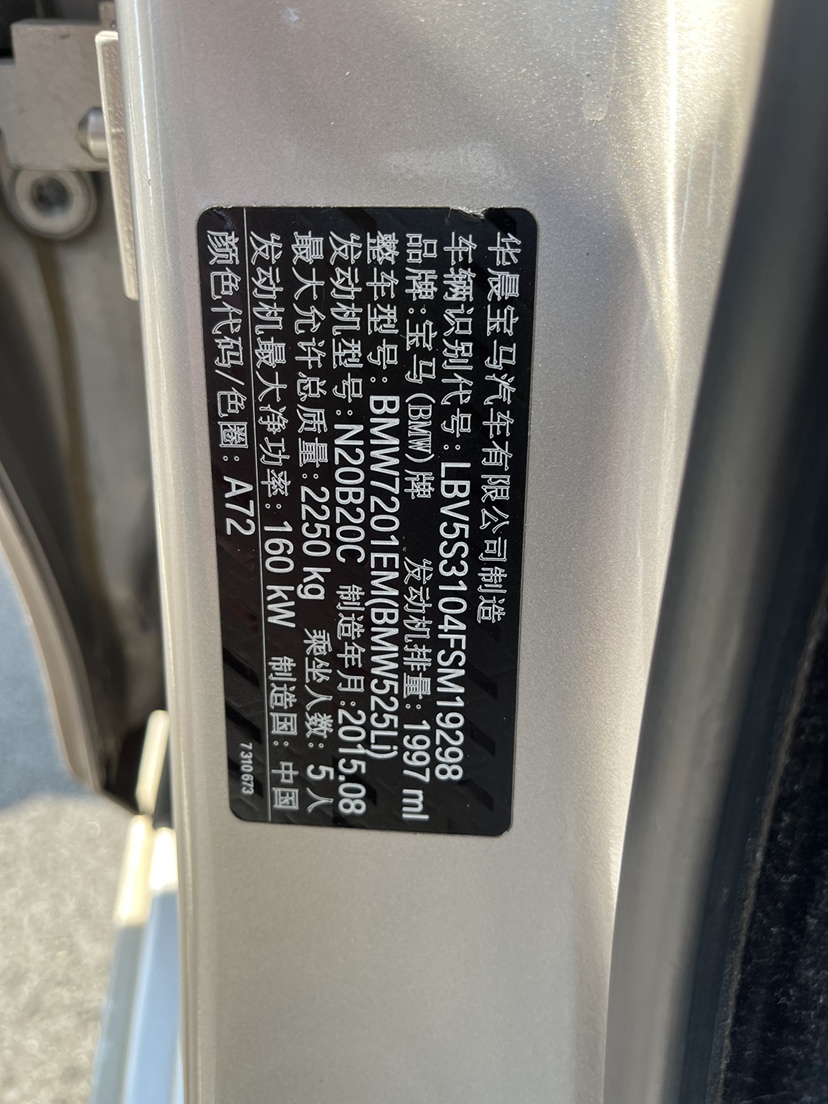 华晨宝马汽车有限公司制造
车辆识别代号:LBV5S3104FSM19298
品牌:宝马(BMW)牌 发动机排量:1997 ml
整车型号:BMW7201EM(BMW525Li)
发动机型号:N20B20C 制造年月:2015.08
最大允许总质量:2250 kg 乘坐人数: 5 人
发动机最大净功率:160 kW 制造国: 中国
颜色代码/色圈: A72
7 310 673